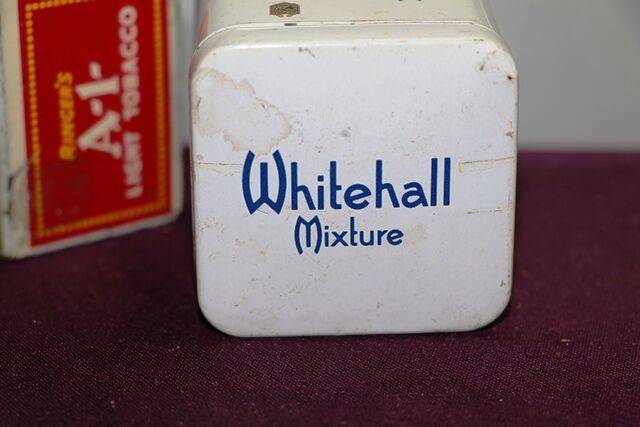 RINGER'S
A-1-
LIGHT TOBACCO
Whitehall
Mixture